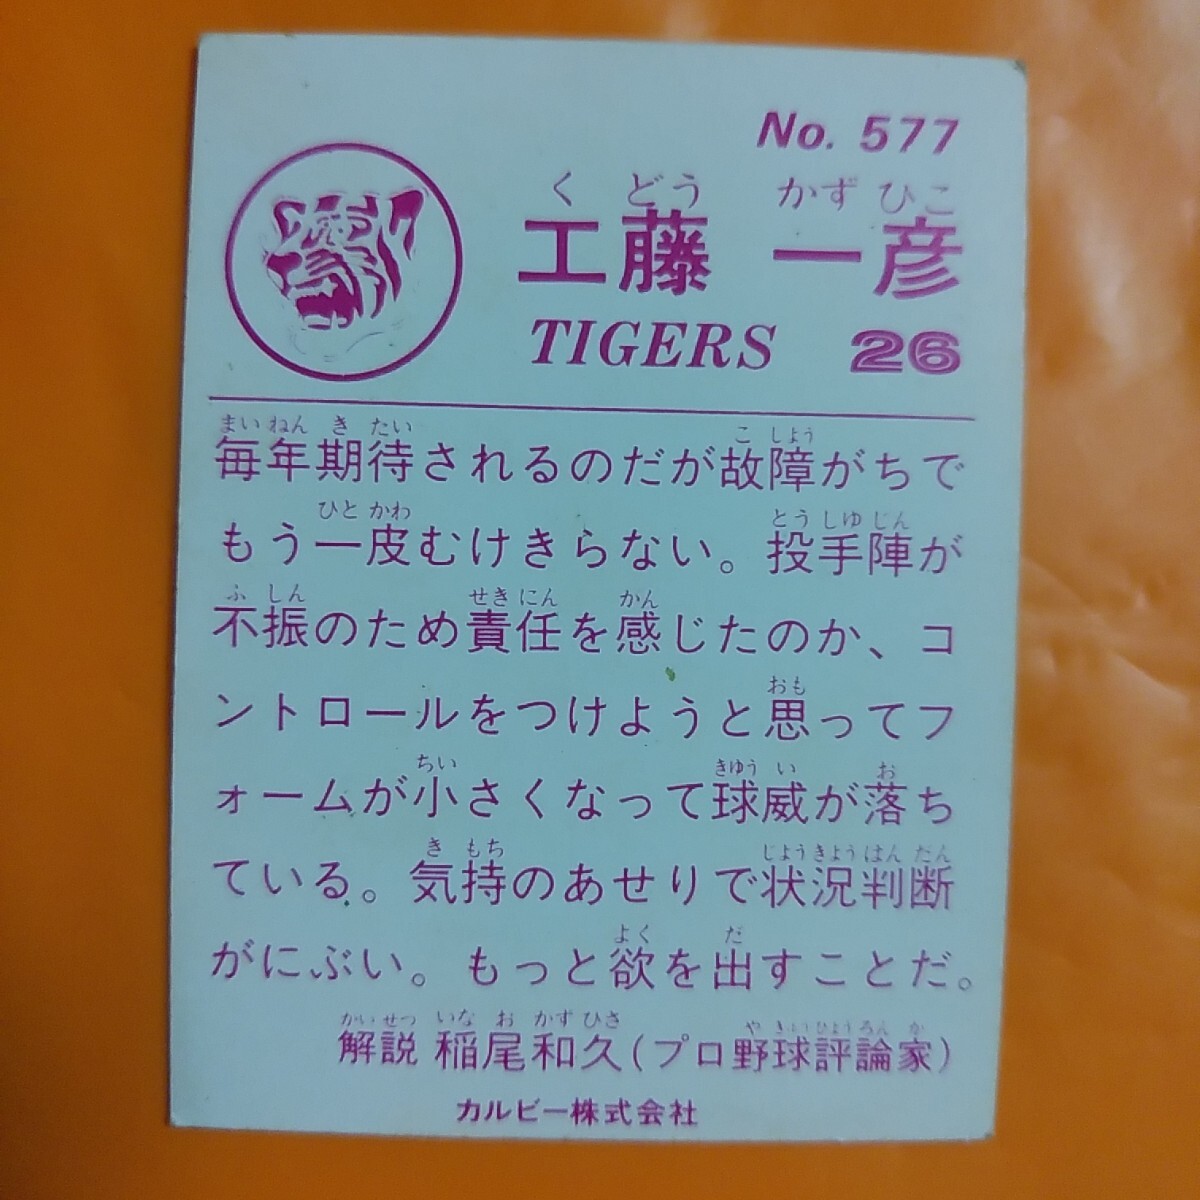 No. 577
く どう かず ひこ
工藤 一彦
TIGERS 26
まい ねん き たい こ しよう
毎年期待されるのだが故障がちで
ひと かわ とう しゆ じん
もう一皮むけきらない。投手陣が
ふ しん せき にん かん
不振のため責任を感じたのか、コ
おも
ントロールをつけようと思ってフ
ちい きゆう い お
ォームが小さくなって球威が落ち
き もち じよう きよう はん だん
ている。気持のあせりで状況判断
よく だ
がにぶい。もっと欲を出すことだ。
かい せつ いな お かず ひさ や きゆう ひよう ろん か
解説 稲尾和久(プロ野球評論家)
カルビー株式会社